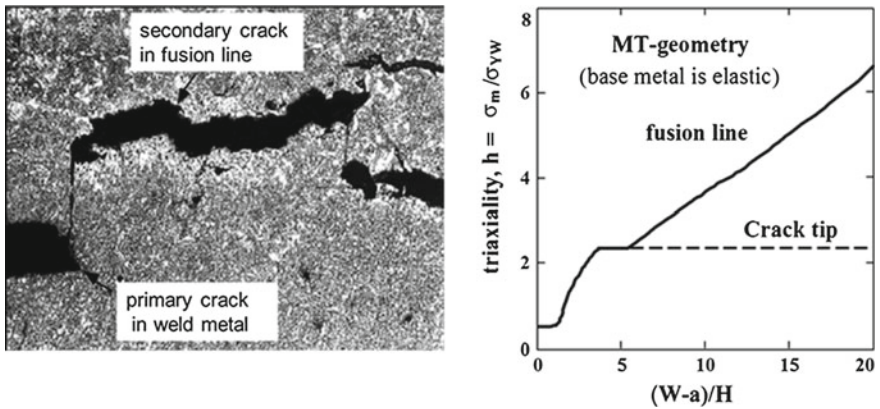 secondary crack
in fusion line
primary crack
in weld metal
MT-geometry
(base metal is elastic)
fusion line
Crack tip
triaxiality, h = σm/σYW
0
2
4
6
0
5
10
15
20
(W-a)/H